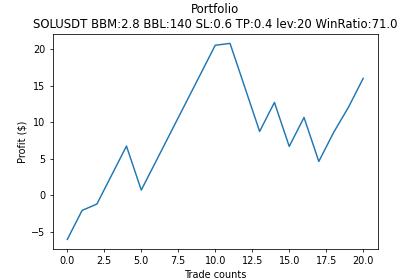 Portfolio
SOLUSDT BBM:2.8 BBL:140 SL:0.6 TP:0.4 lev:20 WinRatio:71.0
20
15
10
5
0
−5
Profit ($)
0.0 2.5 5.0 7.5 10.0 12.5 15.0 17.5 20.0
Trade counts